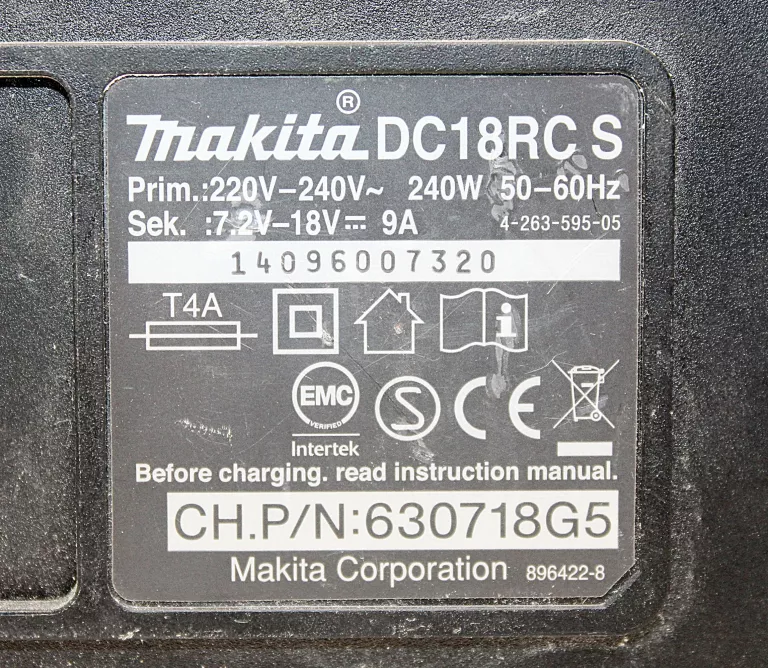 makita® DC18RC S
Prim.:220V–240V~ 240W 50–60Hz
Sek. :7.2V–18V⎓ 9A 4-263-595-05
14096007320
T4A
i
EMC
VERIFIED
Intertek
S
CE
Before charging. read instruction manual.
CH.P/N:630718G5
Makita Corporation 896422-8